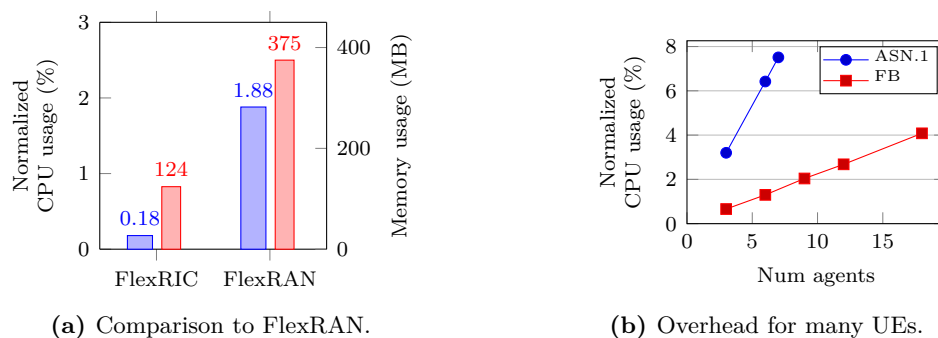 3
2
1
0
Normalized
CPU usage (%)
0.18
124
1.88
375
FlexRIC
FlexRAN
400
200
0
Memory usage (MB)
(a) Comparison to FlexRAN.
8
6
4
2
0
Normalized
CPU usage (%)
ASN.1
FB
0
5
10
15
Num agents
(b) Overhead for many UEs.